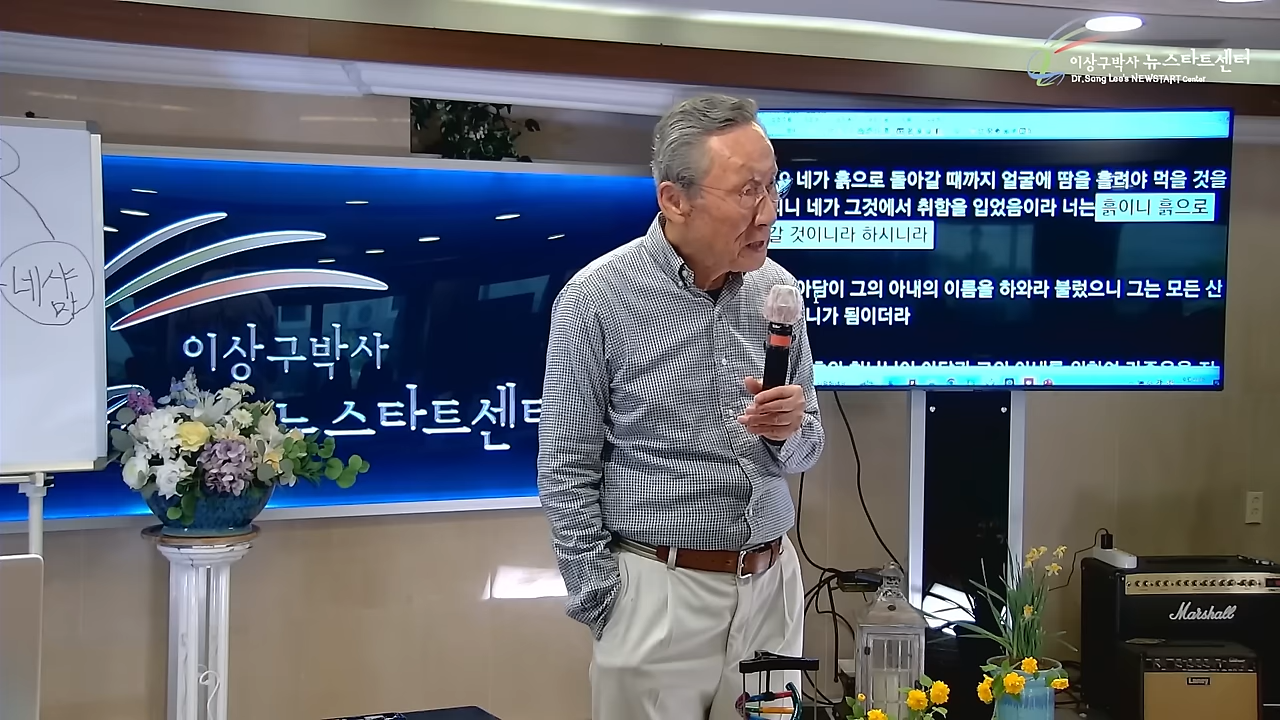 이상구박사 뉴스타트센터
Dr. Sang Lee's NEWSTART Center
네가 흙으로 돌아갈 때까지 얼굴에 땀을 흘려야 먹을 것을
니 네가 그것에서 취함을 입었음이라 너는 흙이니 흙으로
갈 것이니라 하시니라
아담이 그의 아내의 이름을 하와라 불렀으니 그는 모든 산
니가 됨이더라
네샤
마
이상구박사
뉴스타트센터
Marshall
Laney